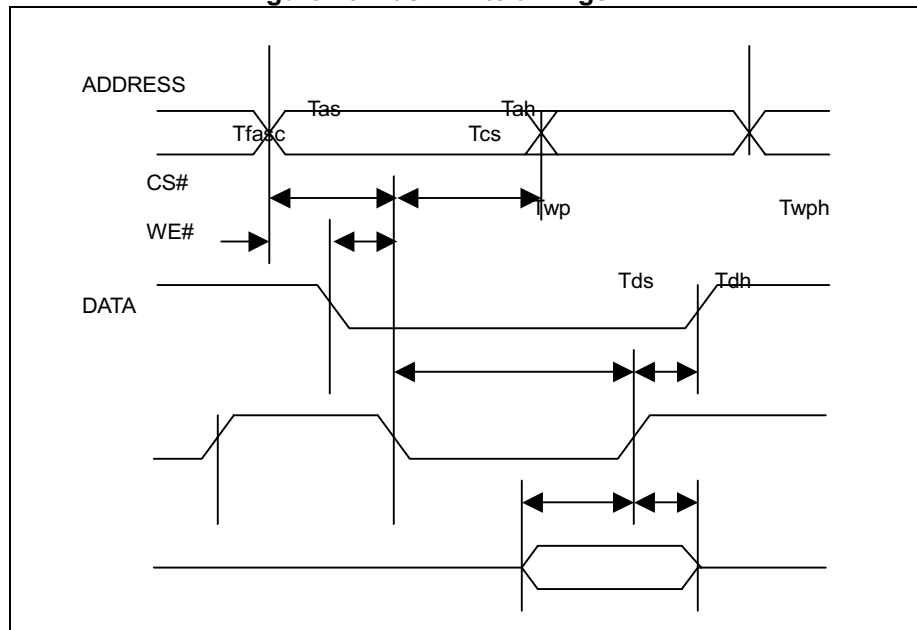 ADDRESS
Tas Tah
Tfasc Tcs
CS#
Twp Twph
WE#
Tds Tdh
DATA